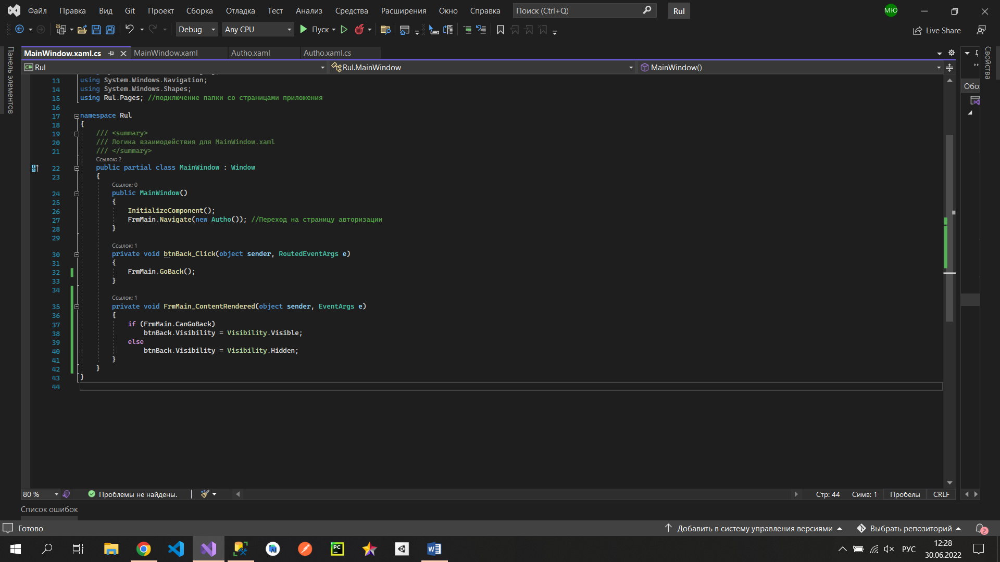 Файл Правка Вид Git Проект Сборка Отладка Тест Анализ Средства Расширения Окно Справка Поиск (Ctrl+Q) Rul МЮ
Debug Any CPU Пуск Live Share
Панель элементов
MainWindow.xaml.cs MainWindow.xaml Autho.xaml Autho.xaml.cs
Свойства
Rul Rul.MainWindow MainWindow()
Обо
13 using System.Windows.Navigation;
14 using System.Windows.Shapes;
15 using Rul.Pages; //подключение папки со страницами приложения
16
17 namespace Rul
18 {
19 /// <summary>
20 /// Логика взаимодействия для MainWindow.xaml
21 /// </summary>
Ссылок: 2
22 public partial class MainWindow : Window
23 {
Ссылок: 0
24 public MainWindow()
25 {
26 InitializeComponent();
27 FrmMain.Navigate(new Autho()); //Переход на страницу авторизации
28 }
29
Ссылок: 1
30 private void btnBack_Click(object sender, RoutedEventArgs e)
31 {
32 FrmMain.GoBack();
33 }
34
Ссылок: 1
35 private void FrmMain_ContentRendered(object sender, EventArgs e)
36 {
37 if (FrmMain.CanGoBack)
38 btnBack.Visibility = Visibility.Visible;
39 else
40 btnBack.Visibility = Visibility.Hidden;
41 }
42 }
43 }
44
80 % Проблемы не найдены. Стр: 44 Симв: 1 Пробелы CRLF
Список ошибок
Готово Добавить в систему управления версиями Выбрать репозиторий 2
РУС 12:28
30.06.2022